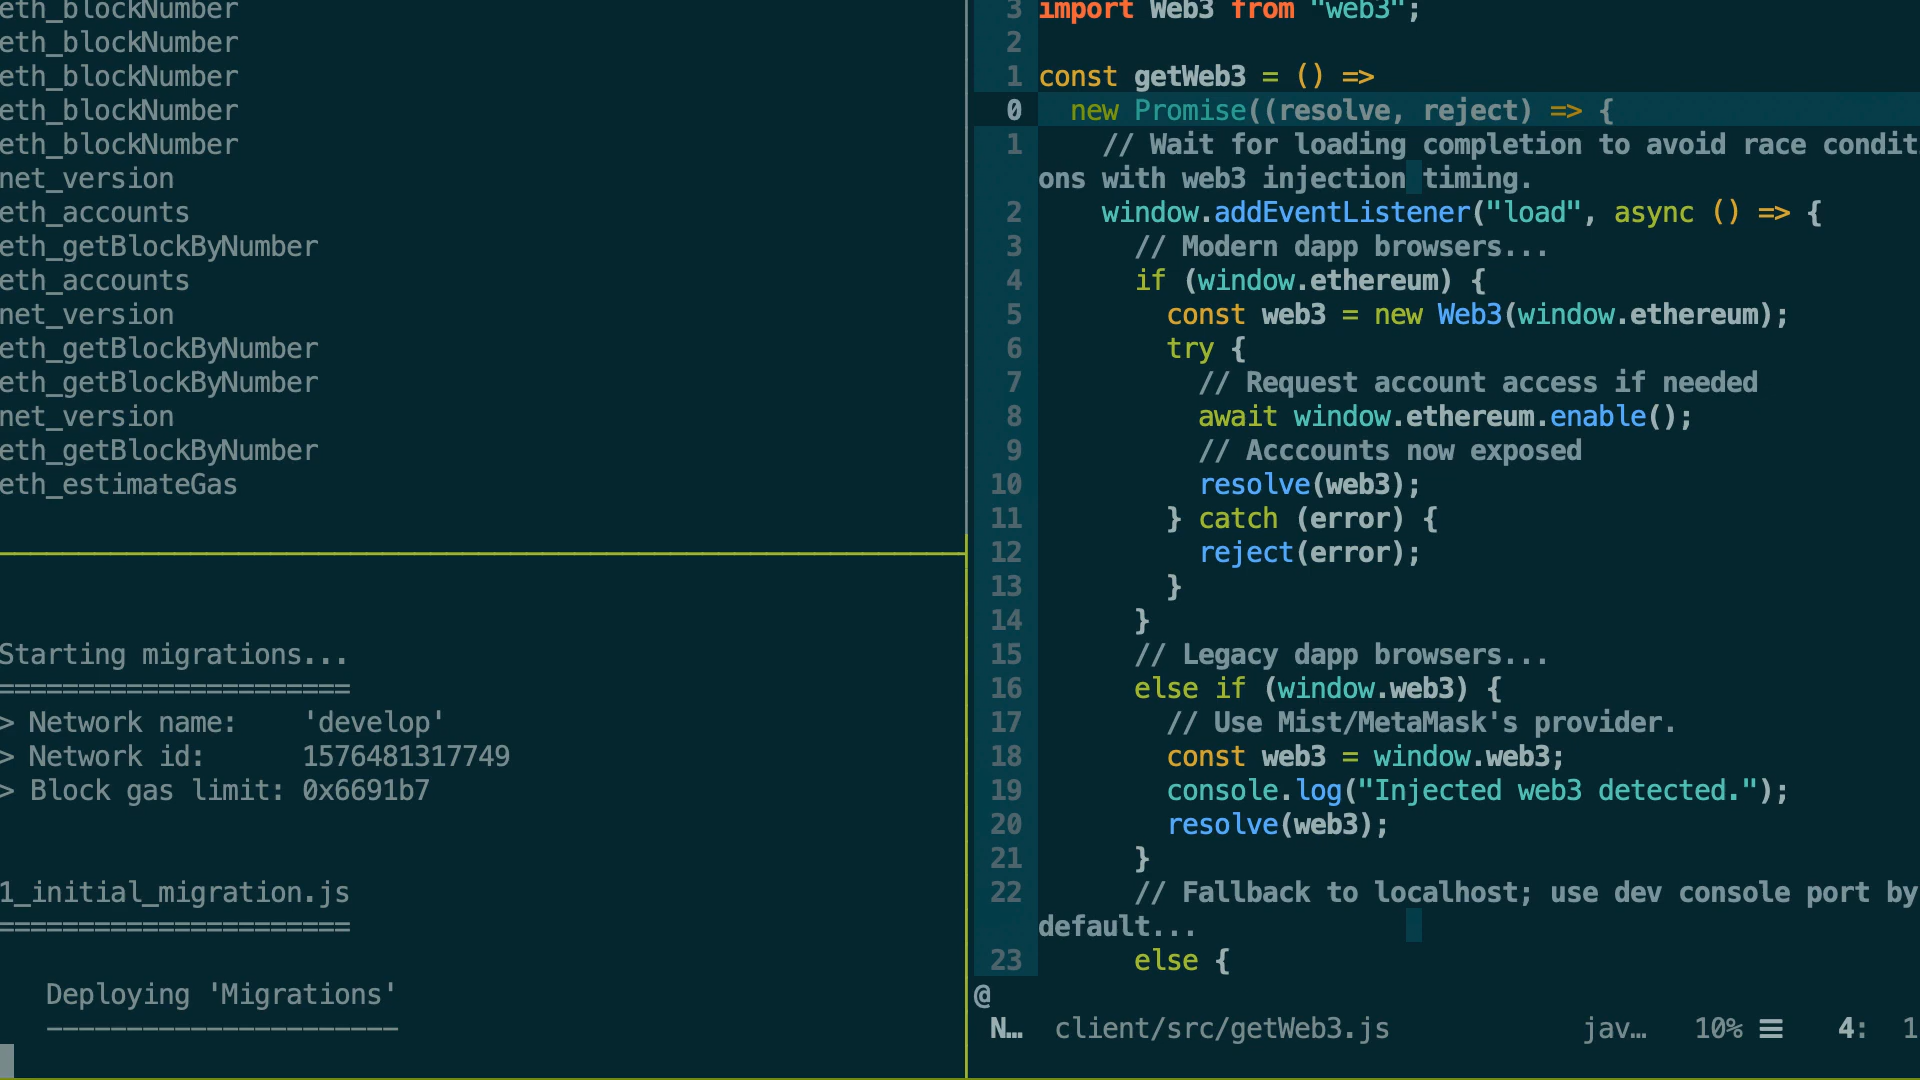 eth_blockNumber
eth_blockNumber
eth_blockNumber
eth_blockNumber
eth_blockNumber
net_version
eth_accounts
eth_getBlockByNumber
eth_accounts
net_version
eth_getBlockByNumber
eth_getBlockByNumber
net_version
eth_getBlockByNumber
eth_estimateGas
Starting migrations...
======================
> Network name:    'develop'
> Network id:      1576481317749
> Block gas limit: 0x6691b7
1_initial_migration.js
======================
   Deploying 'Migrations'
   ----------------------
3 import Web3 from "web3";
2
1 const getWeb3 = () =>
0   new Promise((resolve, reject) => {
1     // Wait for loading completion to avoid race condit
ons with web3 injection timing.
2     window.addEventListener("load", async () => {
3       // Modern dapp browsers...
4       if (window.ethereum) {
5         const web3 = new Web3(window.ethereum);
6         try {
7           // Request account access if needed
8           await window.ethereum.enable();
9           // Acccounts now exposed
10           resolve(web3);
11         } catch (error) {
12           reject(error);
13         }
14       }
15       // Legacy dapp browsers...
16       else if (window.web3) {
17         // Use Mist/MetaMask's provider.
18         const web3 = window.web3;
19         console.log("Injected web3 detected.");
20         resolve(web3);
21       }
22       // Fallback to localhost; use dev console port by
default...
23       else {
@
N… client/src/getWeb3.js jav… 10% ☰ 4: 1